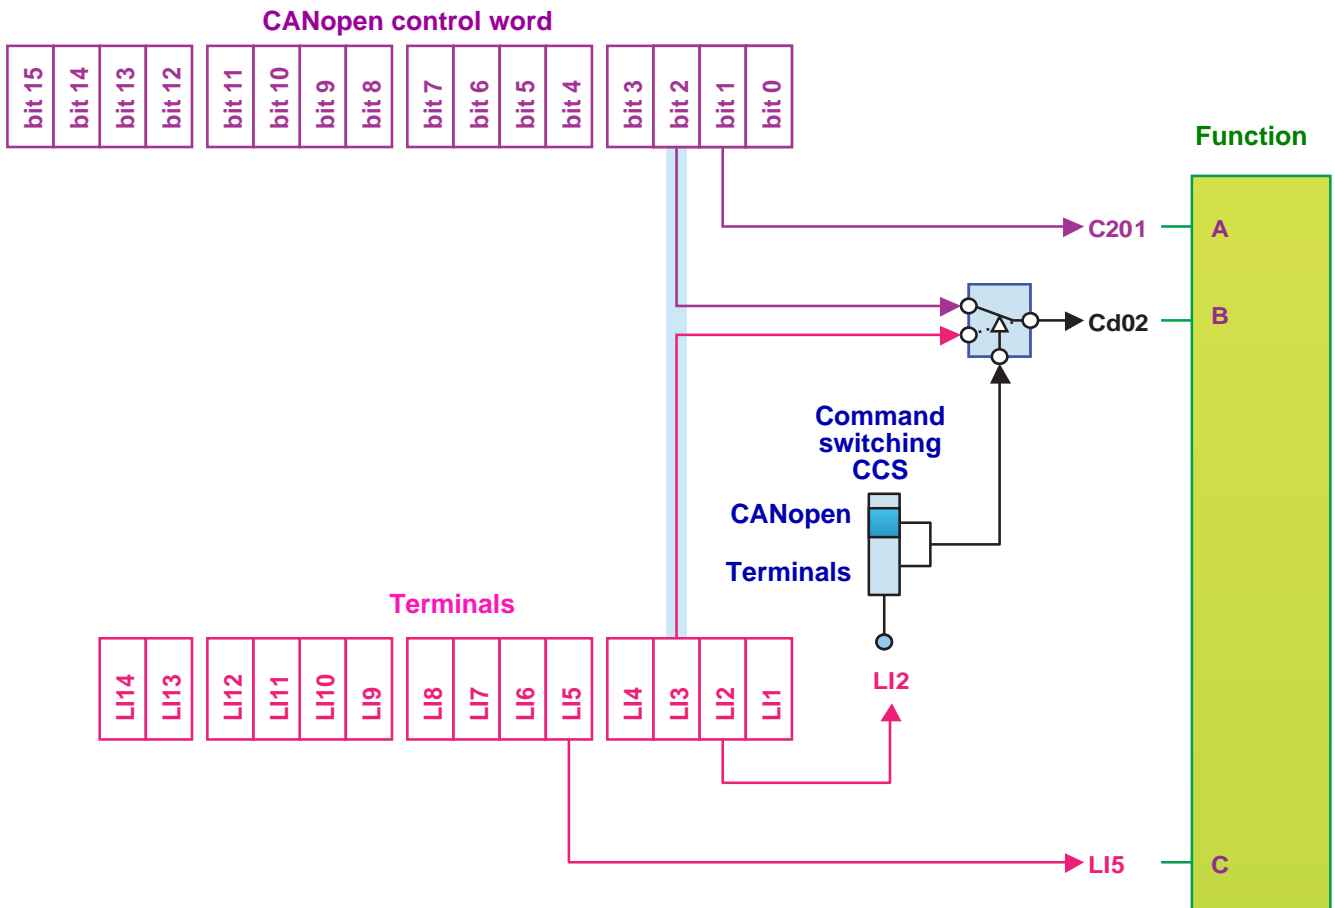 CANopen control word
bit 15
bit 14
bit 13
bit 12
bit 11
bit 10
bit 9
bit 8
bit 7
bit 6
bit 5
bit 4
bit 3
bit 2
bit 1
bit 0
Function
C201
A
Cd02
B
Command
switching
CCS
CANopen
Terminals
Terminals
LI14
LI13
LI12
LI11
LI10
LI9
LI8
LI7
LI6
LI5
LI4
LI3
LI2
LI1
LI2
LI5
C